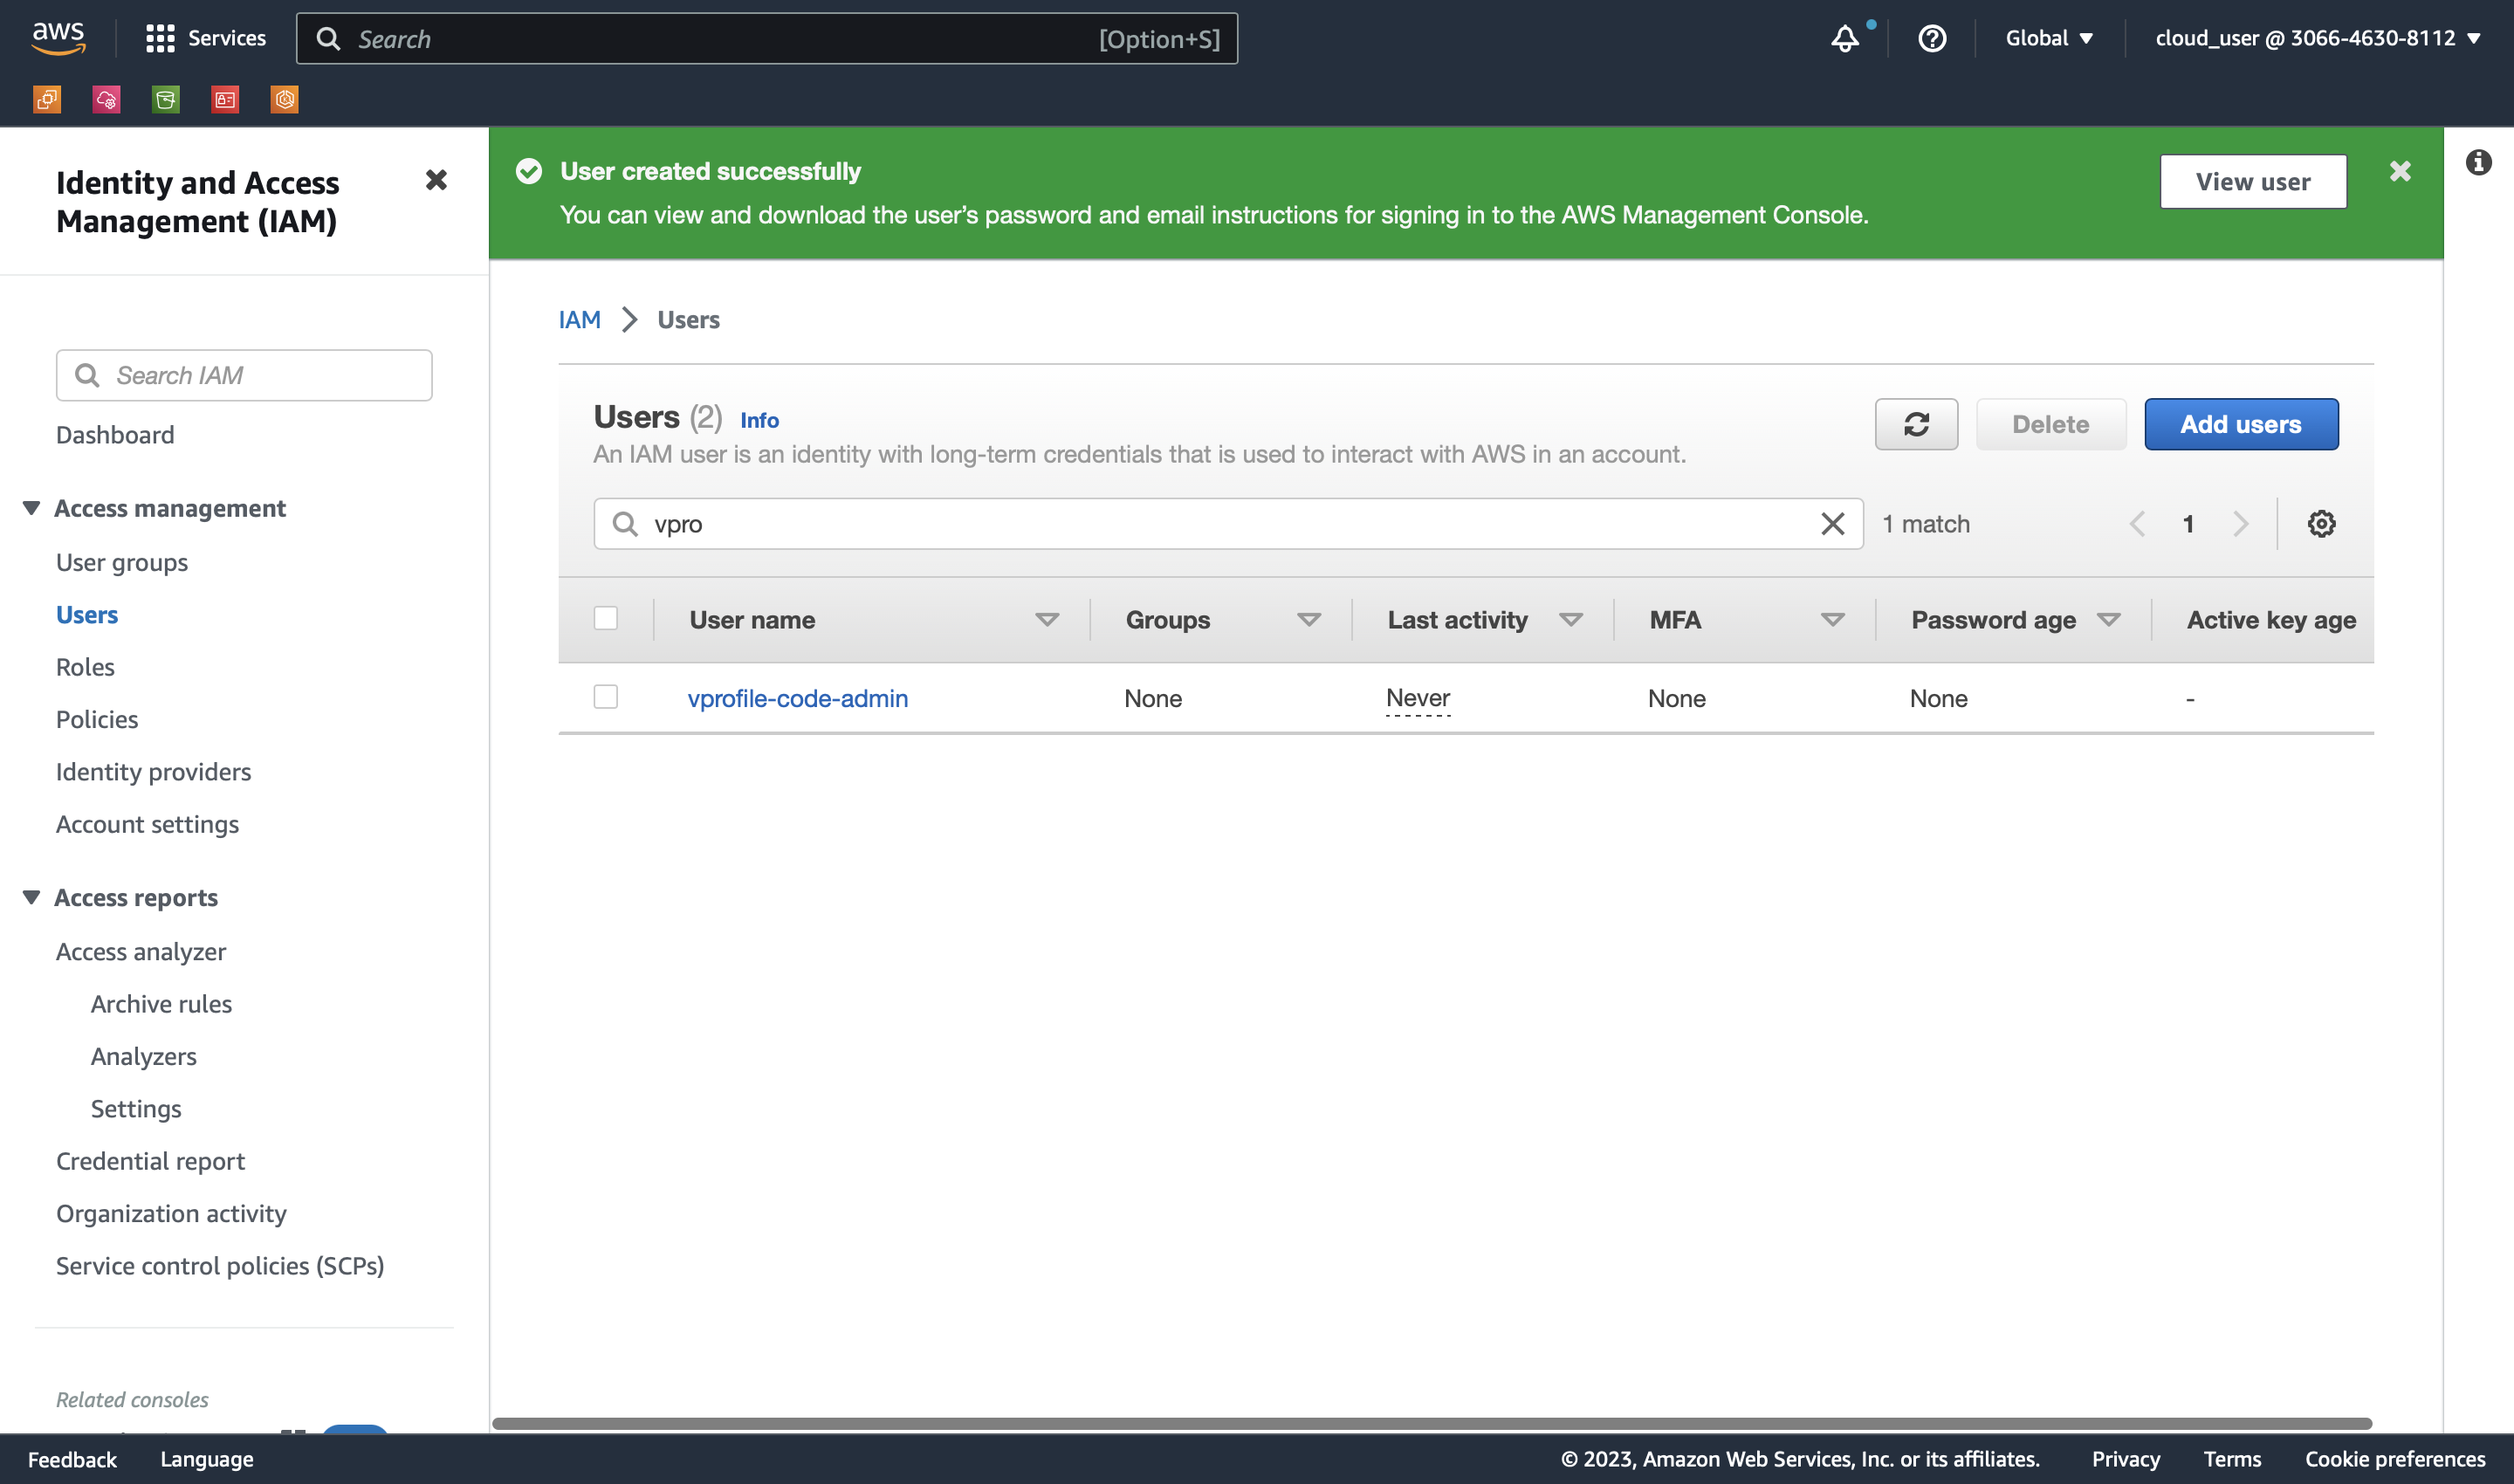 aws
Services
Search
[Option+S]
Global
cloud_user @ 3066-4630-8112
Identity and Access
Management (IAM)
Search IAM
Dashboard
Access management
User groups
Users
Roles
Policies
Identity providers
Account settings
Access reports
Access analyzer
Archive rules
Analyzers
Settings
Credential report
Organization activity
Service control policies (SCPs)
Related consoles
User created successfully
You can view and download the user’s password and email instructions for signing in to the AWS Management Console.
View user
IAM > Users
Users (2) Info
An IAM user is an identity with long-term credentials that is used to interact with AWS in an account.
Delete
Add users
vpro
1 match
1
User name Groups Last activity MFA Password age Active key age
vprofile-code-admin None Never None None -
Feedback
Language
© 2023, Amazon Web Services, Inc. or its affiliates.
Privacy
Terms
Cookie preferences